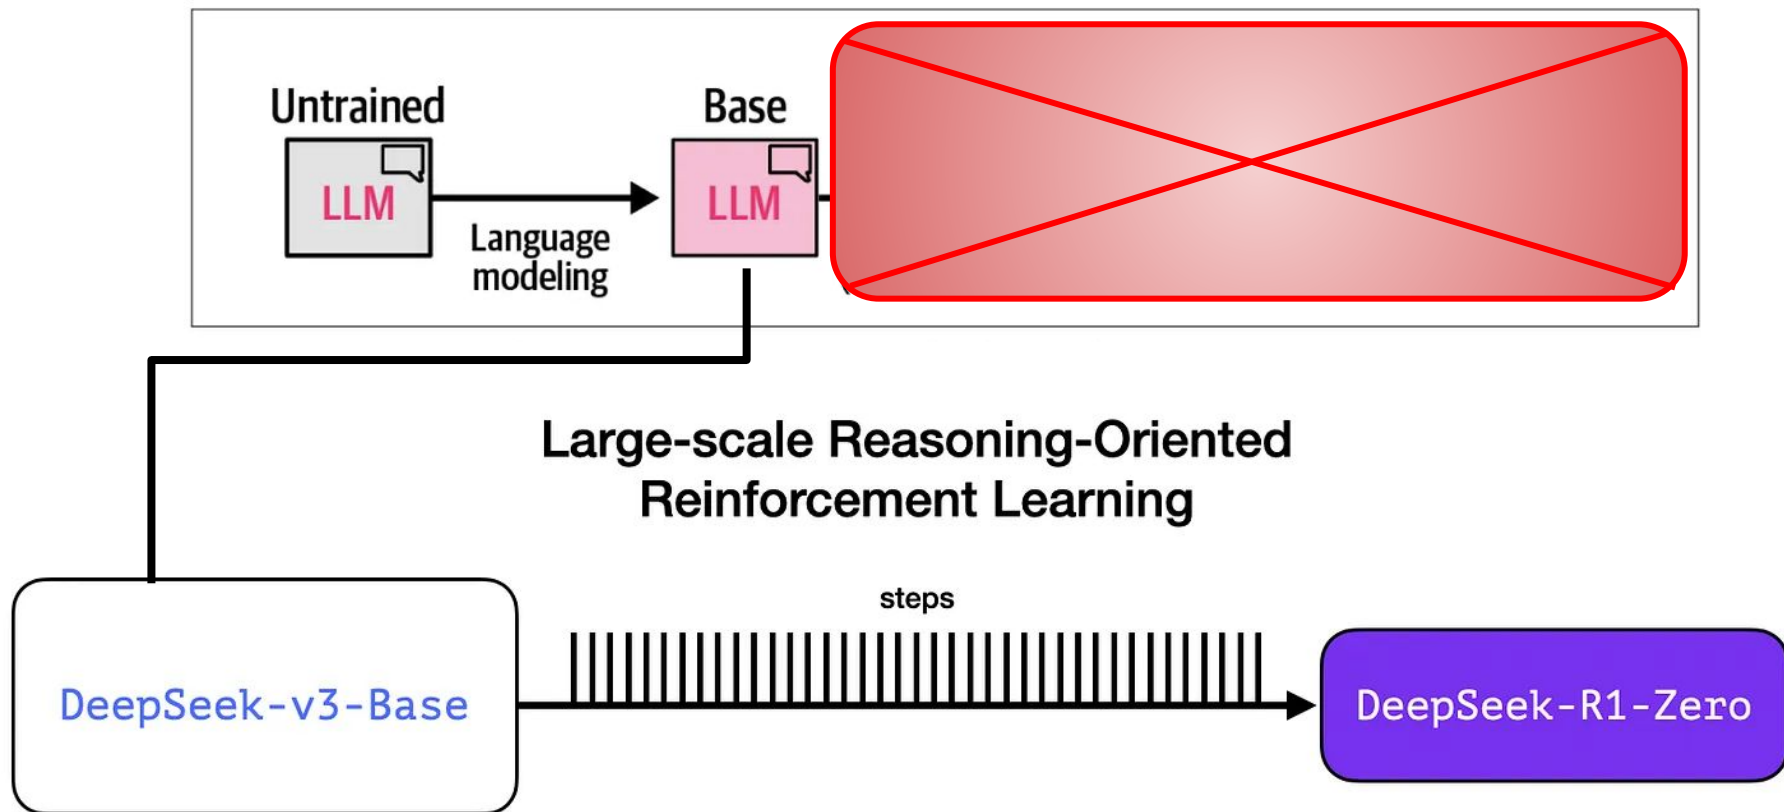 Untrained
Base
LLM
LLM
Language
modeling
Large-scale Reasoning-Oriented
Reinforcement Learning
steps
DeepSeek-v3-Base
DeepSeek-R1-Zero